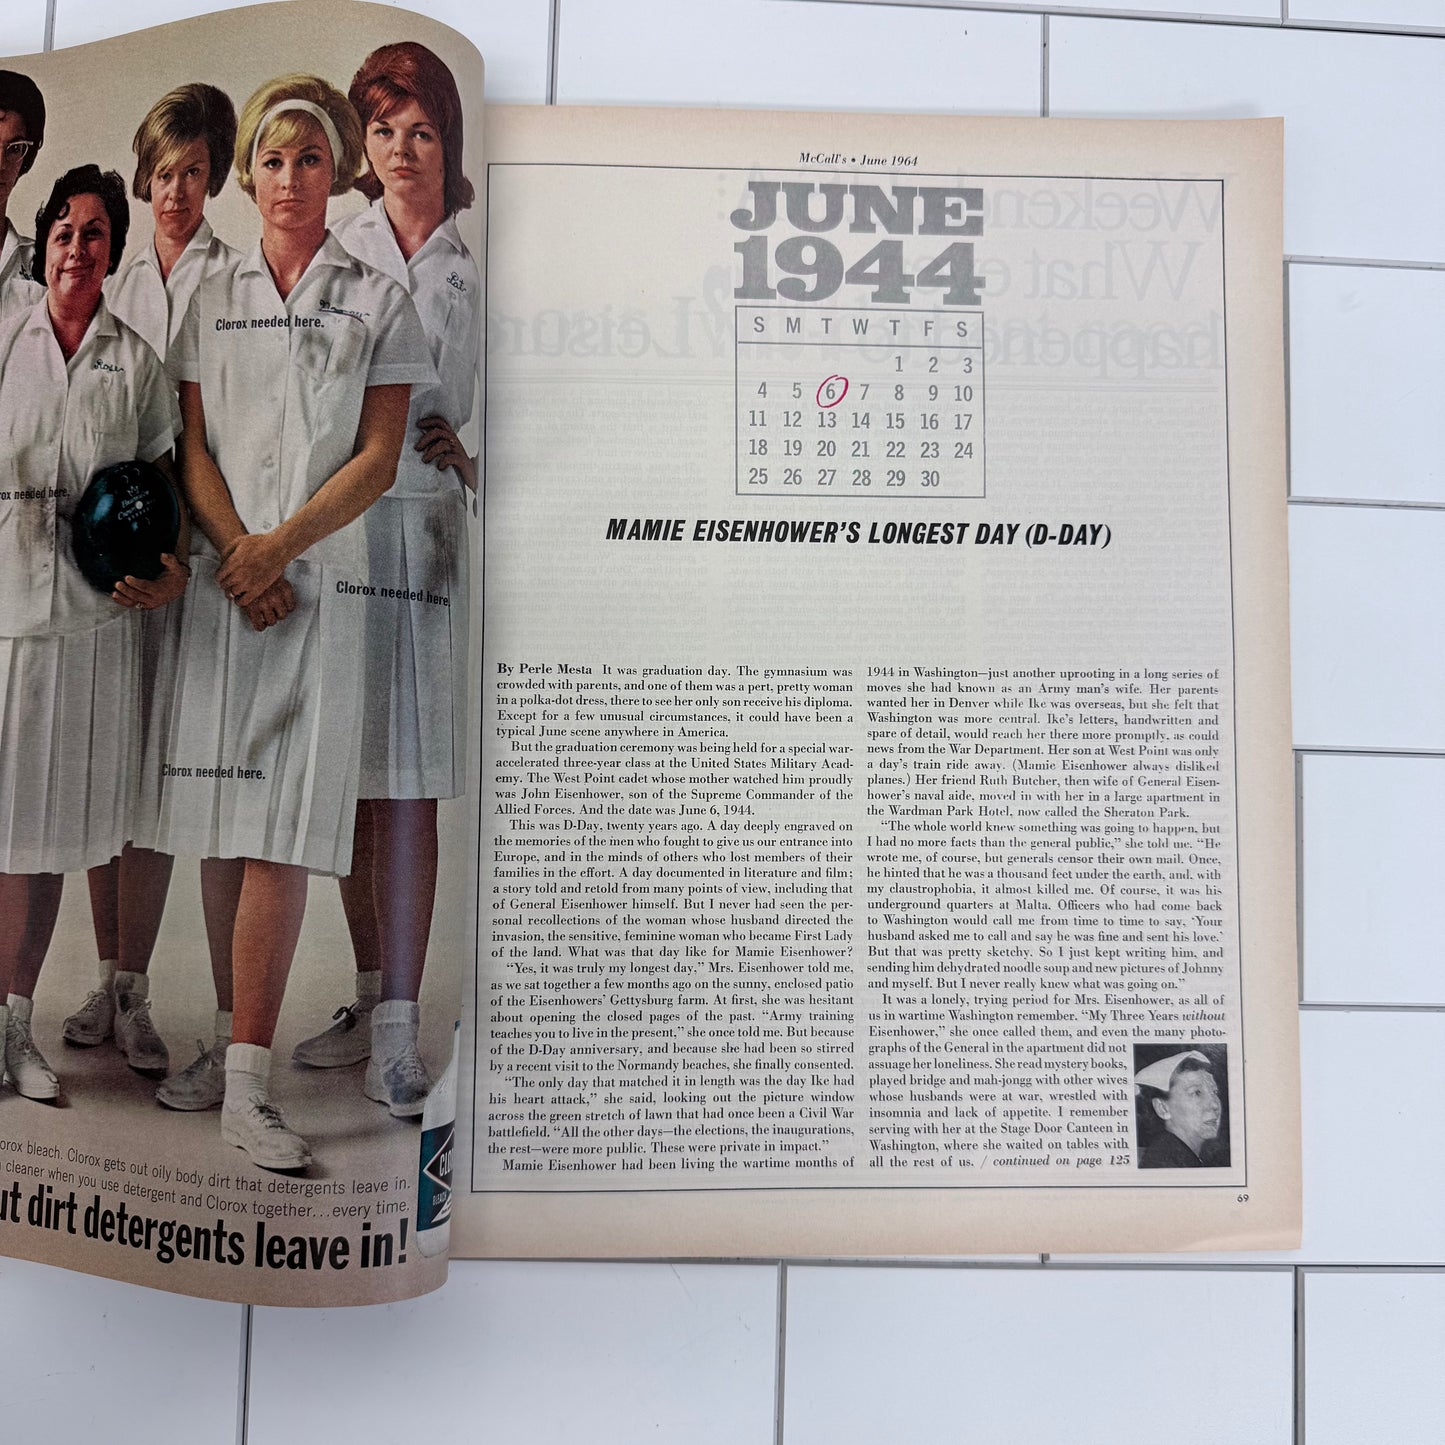 Pat
Nancy
Clorox needed here.
Rose
ox needed here.
Clorox needed here.
Clorox needed here.
orox bleach. Clorox gets out oily body dirt that detergents leave in.
cleaner when you use detergent and Clorox together...every time.
ut dirt detergents leave in!
McCall's • June 1964
JUNE
1944
S M T W T F S
1 2 3
4 5 6 7 8 9 10
11 12 13 14 15 16 17
18 19 20 21 22 23 24
25 26 27 28 29 30
MAMIE EISENHOWER'S LONGEST DAY (D-DAY)
By Perle Mesta It was graduation day. The gymnasium was
crowded with parents, and one of them was a pert, pretty woman
in a polka-dot dress, there to see her only son receive his diploma.
Except for a few unusual circumstances, it could have been a
typical June scene anywhere in America.
But the graduation ceremony was being held for a special war-
accelerated three-year class at the United States Military Acad-
emy. The West Point cadet whose mother watched him proudly
was John Eisenhower, son of the Supreme Commander of the
Allied Forces. And the date was June 6, 1944.
This was D-Day, twenty years ago. A day deeply engraved on
the memories of the men who fought to give us our entrance into
Europe, and in the minds of others who lost members of their
families in the effort. A day documented in literature and film;
a story told and retold from many points of view, including that
of General Eisenhower himself. But I never had seen the per-
sonal recollections of the woman whose husband directed the
invasion, the sensitive, feminine woman who became First Lady
of the land. What was that day like for Mamie Eisenhower?
"Yes, it was truly my longest day," Mrs. Eisenhower told me,
as we sat together a few months ago on the sunny, enclosed patio
of the Eisenhowers' Gettysburg farm. At first, she was hesitant
about opening the closed pages of the past. "Army training
teaches you to live in the present," she once told me. But because
of the D-Day anniversary, and because she had been so stirred
by a recent visit to the Normandy beaches, she finally consented.
"The only day that matched it in length was the day Ike had
his heart attack," she said, looking out the picture window
across the green stretch of lawn that had once been a Civil War
battlefield. "All the other days—the elections, the inaugurations,
the rest—were more public. These were private in impact."
Mamie Eisenhower had been living the wartime months of
1944 in Washington—just another uprooting in a long series of
moves she had known as an Army man's wife. Her parents
wanted her in Denver while Ike was overseas, but she felt that
Washington was more central. Ike's letters, handwritten and
spare of detail, would reach her there more promptly, as could
news from the War Department. Her son at West Point was only
a day's train ride away. (Mamie Eisenhower always disliked
planes.) Her friend Ruth Butcher, then wife of General Eisen-
hower's naval aide, moved in with her in a large apartment in
the Wardman Park Hotel, now called the Sheraton Park.
"The whole world knew something was going to happen, but
I had no more facts than the general public," she told me. "He
wrote me, of course, but generals censor their own mail. Once,
he hinted that he was a thousand feet under the earth, and, with
my claustrophobia, it almost killed me. Of course, it was his
underground quarters at Malta. Officers who had come back
to Washington would call me from time to time to say, 'Your
husband asked me to call and say he was fine and sent his love.'
But that was pretty sketchy. So I just kept writing him, and
sending him dehydrated noodle soup and new pictures of Johnny
and myself. But I never really knew what was going on."
It was a lonely, trying period for Mrs. Eisenhower, as all of
us in wartime Washington remember. "My Three Years without
Eisenhower," she once called them, and even the many photo-
graphs of the General in the apartment did not
assuage her loneliness. She read mystery books,
played bridge and mah-jongg with other wives
whose husbands were at war, wrestled with
insomnia and lack of appetite. I remember
serving with her at the Stage Door Canteen in
Washington, where she waited on tables with
all the rest of us. / continued on page 125
69